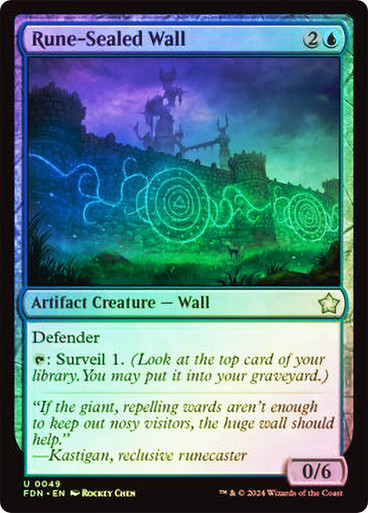 Rune-Sealed Wall 2
Artifact Creature — Wall
Defender
: Surveil 1. (Look at the top card of your
library. You may put it into your graveyard.)
"If the giant, repelling wards aren't enough
to keep out nosy visitors, the huge wall should
help."
—Kastigan, reclusive runecaster
0/6
U 0049
FDN • EN Rockey Chen
™ & © 2024 Wizards of the Coast